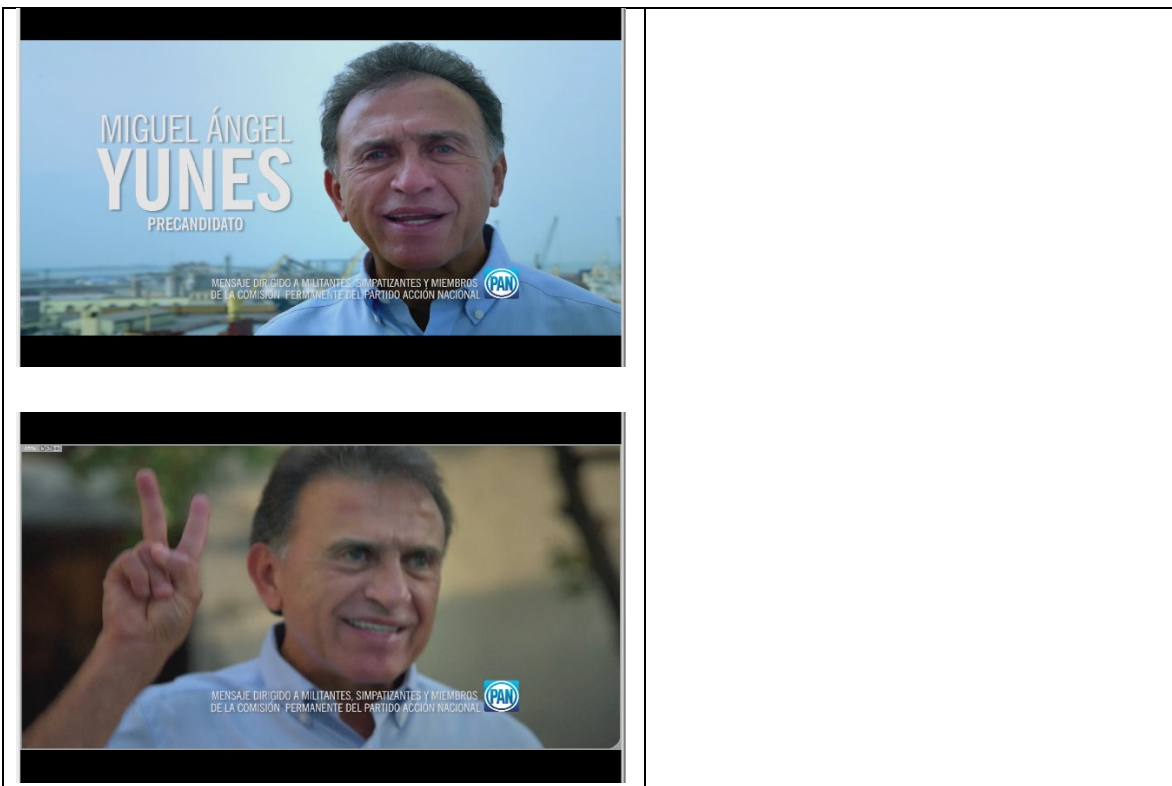 MIGUEL ÁNGEL
YUNES
PRECANDIDATO
MENSAJE DIRIGIDO A MILITANTES, SIMPATIZANTES Y MIEMBROS
DE LA COMISIÓN PERMANENTE DEL PARTIDO ACCIÓN NACIONAL
PAN
MENSAJE DIRIGIDO A MILITANTES, SIMPATIZANTES Y MIEMBROS
DE LA COMISIÓN PERMANENTE DEL PARTIDO ACCIÓN NACIONAL
PAN